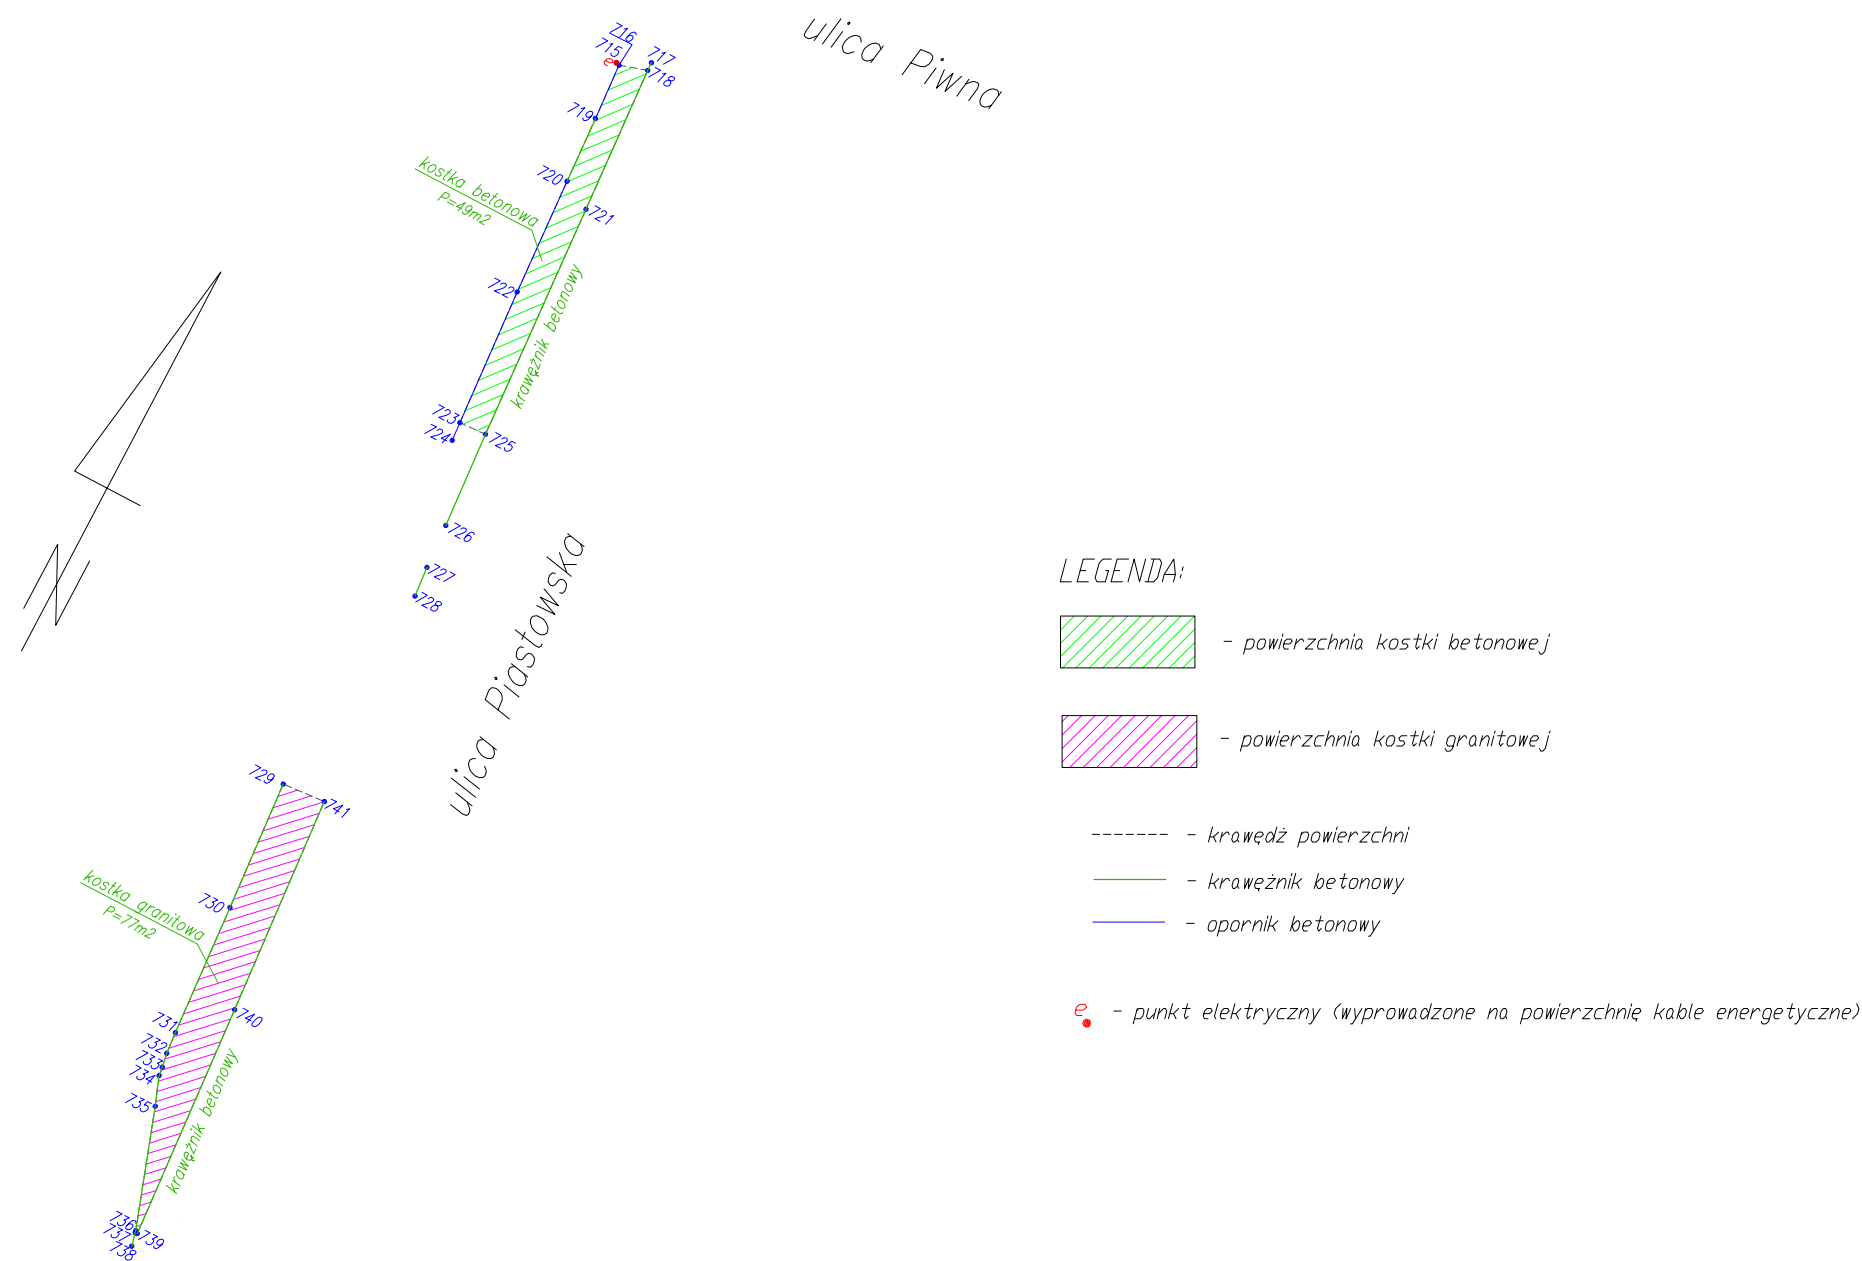 ulica Piwna
716
715
e
717
718
719
720
721
kostka betonowa
P=49m2
722
krawężnik betonowy
723
724
725
726
727
728
ulica Piastowska
N
729
741
730
kostka granitowa
P=77m2
731
732
733
734
735
740
krawężnik betonowy
736
737
738
739
LEGENDA:
- powierzchnia kostki betonowej
- powierzchnia kostki granitowej
- krawędź powierzchni
- krawężnik betonowy
- opornik betonowy
e
- punkt elektryczny (wyprowadzone na powierzchnię kable energetyczne)